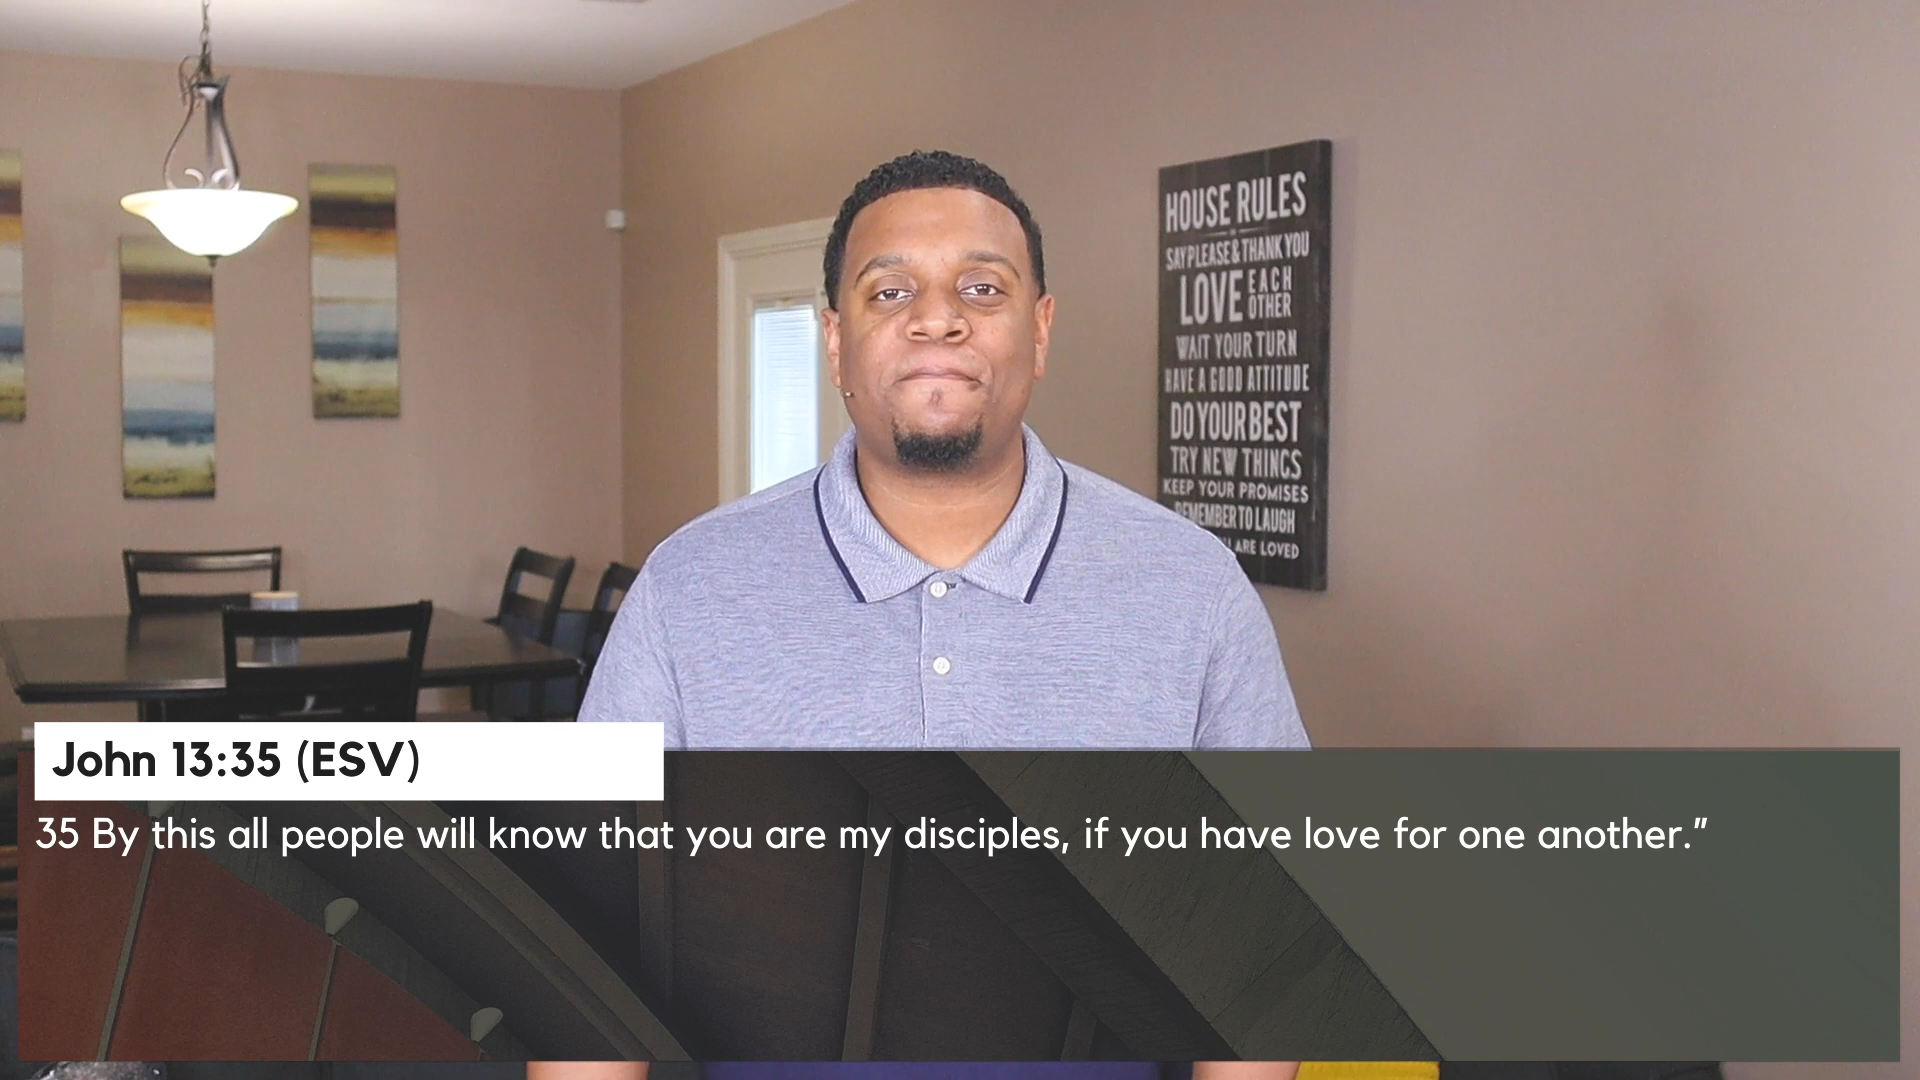 HOUSE RULES
SAY PLEASE & THANK YOU
LOVE EACH OTHER
WAIT YOUR TURN
HAVE A GOOD ATTITUDE
DO YOUR BEST
TRY NEW THINGS
KEEP YOUR PROMISES
REMEMBER TO LAUGH
ARE LOVED
John 13:35 (ESV)
35 By this all people will know that you are my disciples, if you have love for one another.”